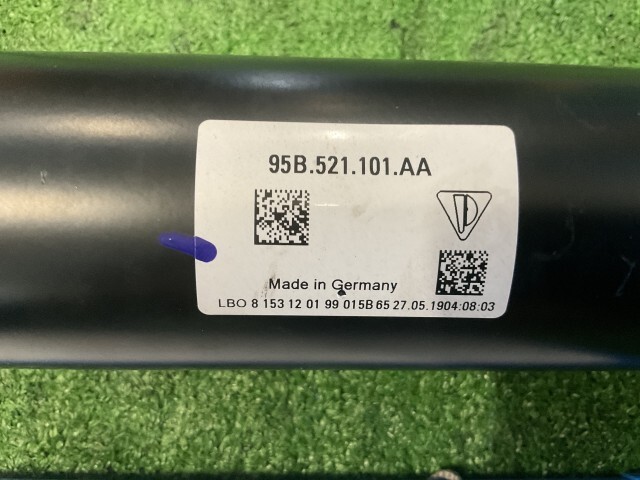 95B.521.101.AA
Made in Germany
LBO 8 153 12 01 99 015B 65 27.05.1904:08:03